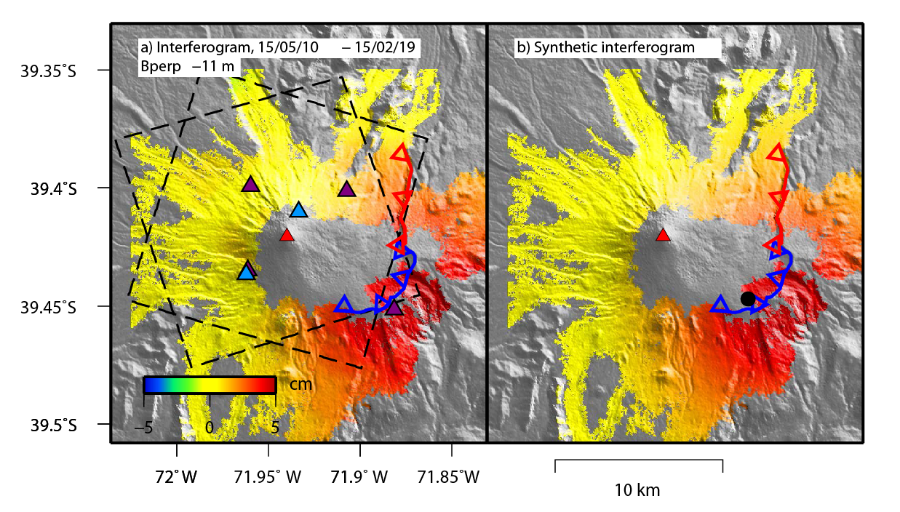 a) Interferogram, 15/05/10 − 15/02/19
Bperp −11 m
b) Synthetic interferogram
39.35°S
39.4°S
39.45°S
39.5°S
cm
−5 0 5
72°W 71.95°W 71.9°W 71.85°W
10 km